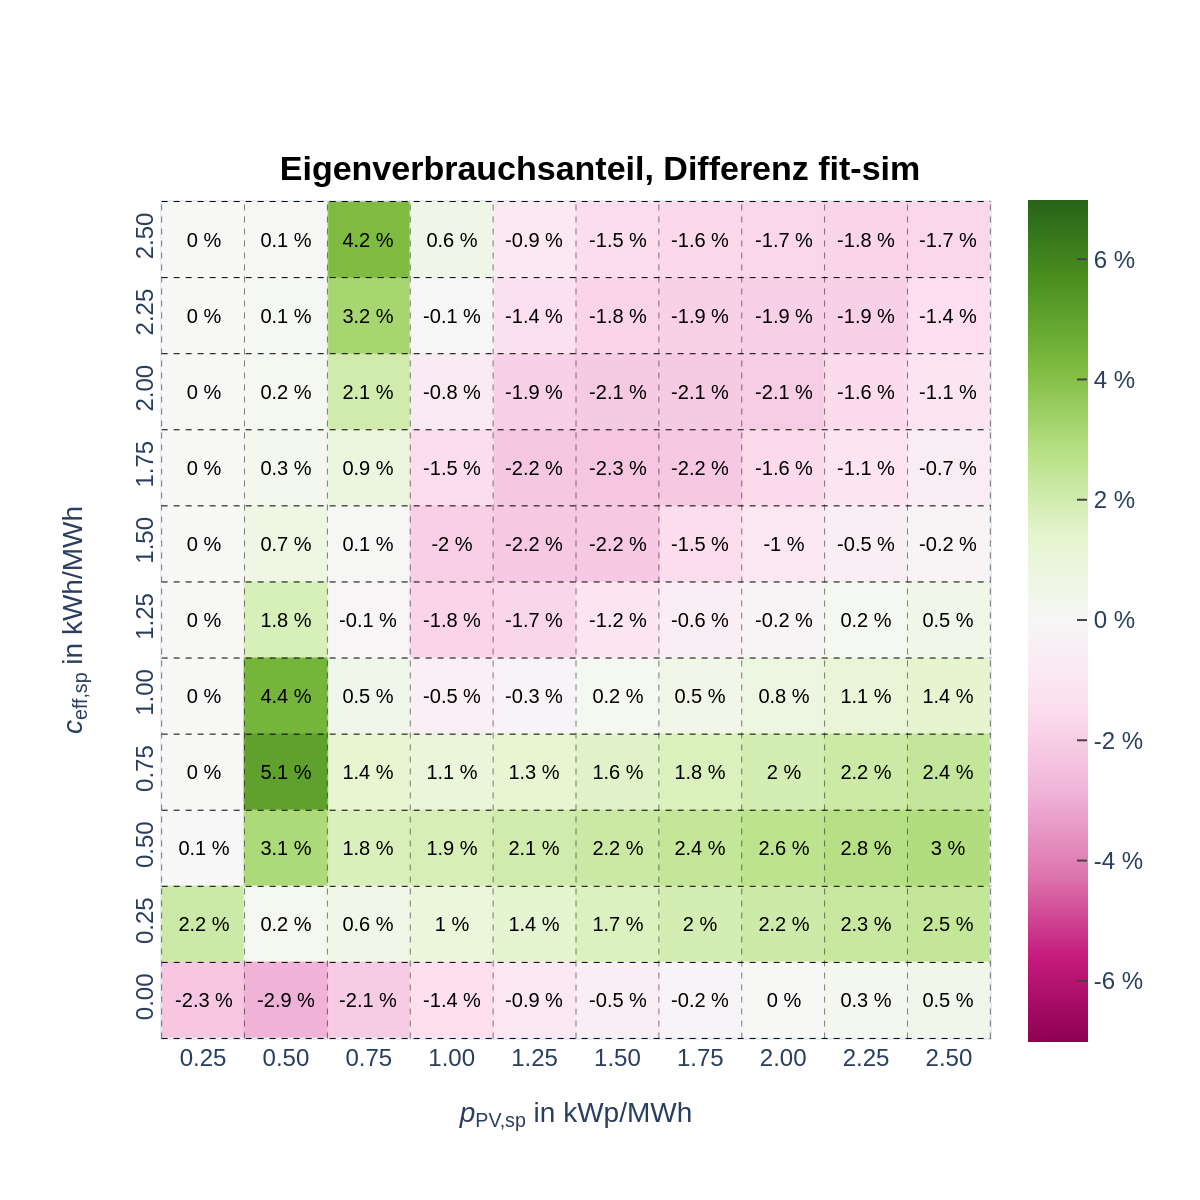 Eigenverbrauchsanteil, Differenz fit-sim
2.50 0 % 0.1 % 4.2 % 0.6 % -0.9 % -1.5 % -1.6 % -1.7 % -1.8 % -1.7 %
2.25 0 % 0.1 % 3.2 % -0.1 % -1.4 % -1.8 % -1.9 % -1.9 % -1.9 % -1.4 %
2.00 0 % 0.2 % 2.1 % -0.8 % -1.9 % -2.1 % -2.1 % -2.1 % -1.6 % -1.1 %
1.75 0 % 0.3 % 0.9 % -1.5 % -2.2 % -2.3 % -2.2 % -1.6 % -1.1 % -0.7 %
1.50 0 % 0.7 % 0.1 % -2 % -2.2 % -2.2 % -1.5 % -1 % -0.5 % -0.2 %
1.25 0 % 1.8 % -0.1 % -1.8 % -1.7 % -1.2 % -0.6 % -0.2 % 0.2 % 0.5 %
1.00 0 % 4.4 % 0.5 % -0.5 % -0.3 % 0.2 % 0.5 % 0.8 % 1.1 % 1.4 %
0.75 0 % 5.1 % 1.4 % 1.1 % 1.3 % 1.6 % 1.8 % 2 % 2.2 % 2.4 %
0.50 0.1 % 3.1 % 1.8 % 1.9 % 2.1 % 2.2 % 2.4 % 2.6 % 2.8 % 3 %
0.25 2.2 % 0.2 % 0.6 % 1 % 1.4 % 1.7 % 2 % 2.2 % 2.3 % 2.5 %
0.00 -2.3 % -2.9 % -2.1 % -1.4 % -0.9 % -0.5 % -0.2 % 0 % 0.3 % 0.5 %
0.25 0.50 0.75 1.00 1.25 1.50 1.75 2.00 2.25 2.50
pPV,sp in kWp/MWh
ceff,sp in kWh/MWh
6 %
4 %
2 %
0 %
-2 %
-4 %
-6 %